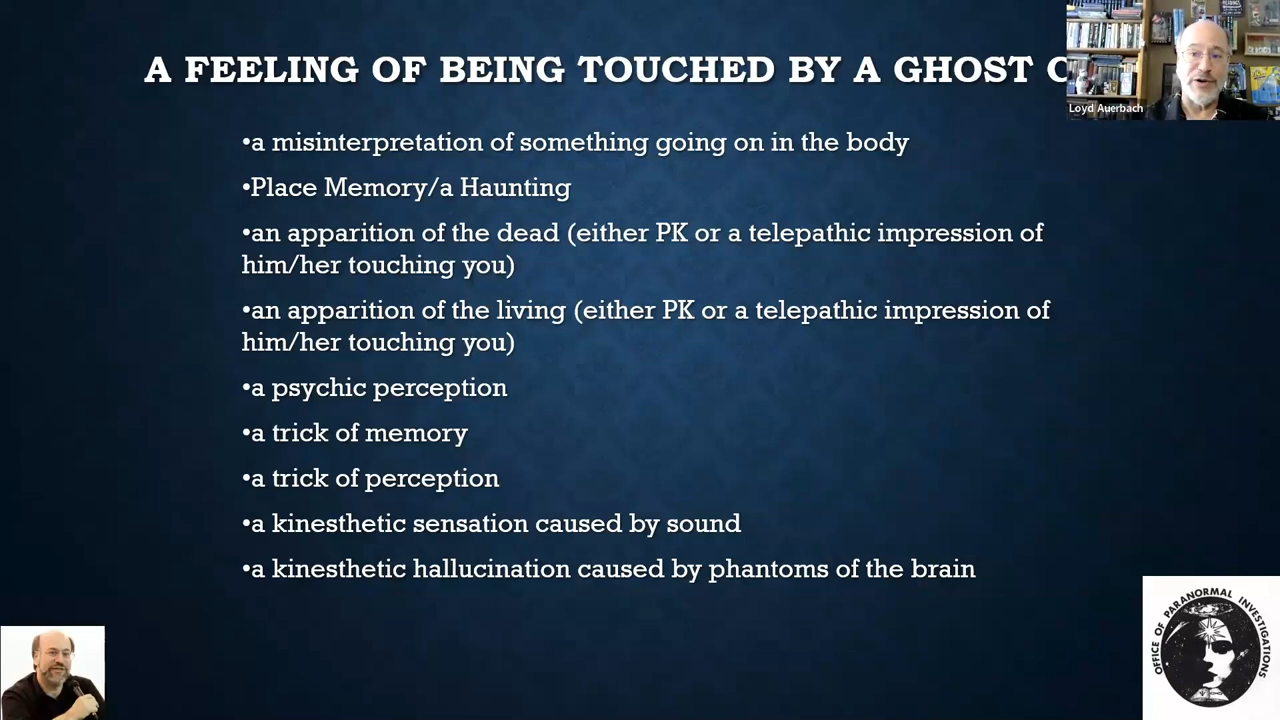 A FEELING OF BEING TOUCHED BY A GHOST C
Loyd Auerbach
•a misinterpretation of something going on in the body
•Place Memory/a Haunting
•an apparition of the dead (either PK or a telepathic impression of
him/her touching you)
•an apparition of the living (either PK or a telepathic impression of
him/her touching you)
•a psychic perception
•a trick of memory
•a trick of perception
•a kinesthetic sensation caused by sound
•a kinesthetic hallucination caused by phantoms of the brain
OFFICE OF PARANORMAL INVESTIGATIONS